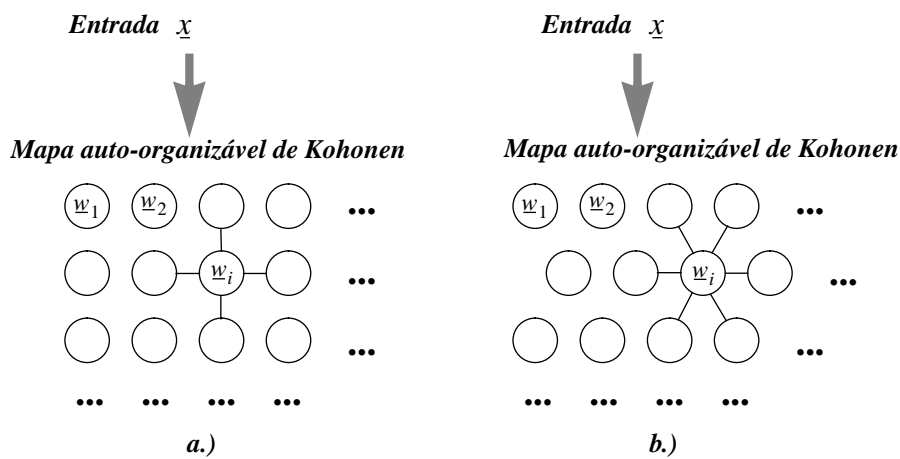 Entrada x
Mapa auto-organizável de Kohonen
w1 w2 ...
wi ...
...
... ... ... ...
a.)
Entrada x
Mapa auto-organizável de Kohonen
w1 w2 ...
wi ...
...
... ... ... ...
b.)